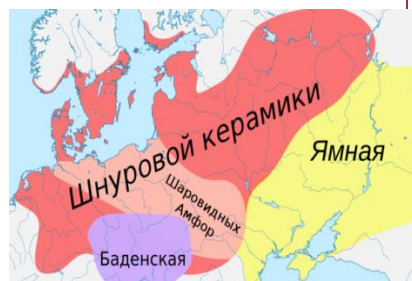 Шнуровой керамики
Ямная
Шаровидных
Амфор
Баденская